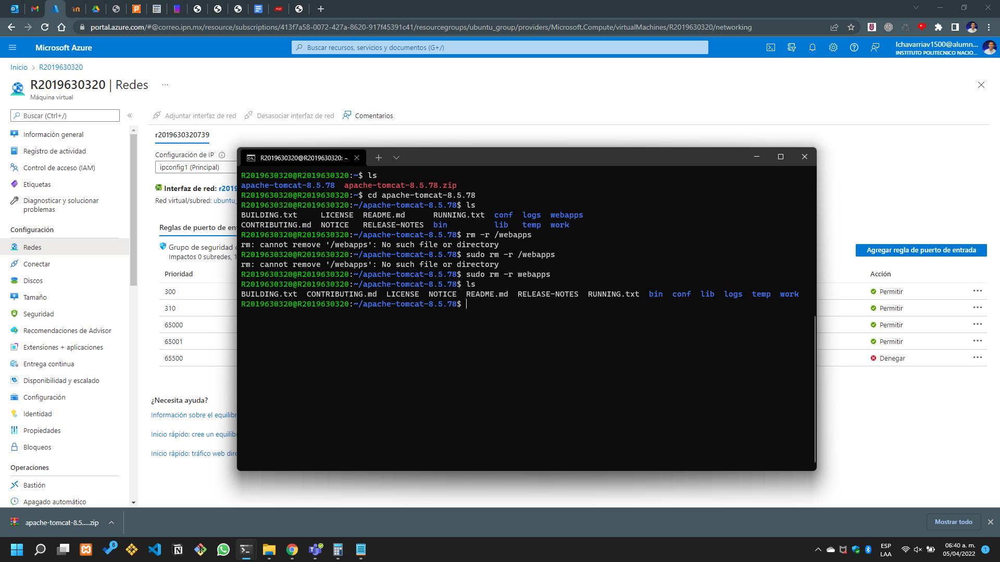 portal.azure.com/#@correo.ipn.mx/resource/subscriptions/413f7a58-0072-427a-8620-917f45391c41/resourcegroups/ubuntu_group/providers/Microsoft.Compute/virtualMachines/R2019630320/networking
Microsoft Azure
Buscar recursos, servicios y documentos (G+/)
lchavarriav1500@alumn...
INSTITUTO POLITECNICO NACIO...
Inicio > R2019630320
R2019630320 | Redes ...
Máquina virtual
Buscar (Ctrl+/)
«
Adjuntar interfaz de red
Desasociar interfaz de red
Comentarios
Información general
Registro de actividad
Control de acceso (IAM)
Etiquetas
Diagnosticar y solucionar
problemas
Configuración
Redes
Conectar
Discos
Tamaño
Seguridad
Recomendaciones de Advisor
Extensiones + aplicaciones
Entrega continua
Disponibilidad y escalado
Configuración
Identidad
Propiedades
Bloqueos
Operaciones
Bastión
Apagado automático
r2019630320739
Configuración de IP
ipconfig1 (Principal)
Interfaz de red: r2019
Red virtual/subred: ubuntu_
Reglas de puerto de en
Grupo de seguridad
Impactos 0 subredes, 1
Agregar regla de puerto de entrada
Prioridad
Acción
300
Permitir
310
Permitir
65000
Permitir
65001
Permitir
65500
Denegar
¿Necesita ayuda?
Información sobre el equilib
Inicio rápido: cree un equilib
Inicio rápido: tráfico web dire
R2019630320@R2019630320: ~
R2019630320@R2019630320:~$ ls
apache-tomcat-8.5.78  apache-tomcat-8.5.78.zip
R2019630320@R2019630320:~$ cd apache-tomcat-8.5.78
R2019630320@R2019630320:~/apache-tomcat-8.5.78$ ls
BUILDING.txt     LICENSE  README.md      RUNNING.txt  conf  logs  webapps
CONTRIBUTING.md  NOTICE   RELEASE-NOTES  bin          lib   temp  work
R2019630320@R2019630320:~/apache-tomcat-8.5.78$ rm -r /webapps
rm: cannot remove '/webapps': No such file or directory
R2019630320@R2019630320:~/apache-tomcat-8.5.78$ sudo rm -r /webapps
rm: cannot remove '/webapps': No such file or directory
R2019630320@R2019630320:~/apache-tomcat-8.5.78$ sudo rm -r webapps
R2019630320@R2019630320:~/apache-tomcat-8.5.78$ ls
BUILDING.txt  CONTRIBUTING.md  LICENSE  NOTICE  README.md  RELEASE-NOTES  RUNNING.txt  bin  conf  lib  logs  temp  work
R2019630320@R2019630320:~/apache-tomcat-8.5.78$
apache-tomcat-8.5.....zip
Mostrar todo
8
ESP
LAA
06:40 a. m.
05/04/2022
1